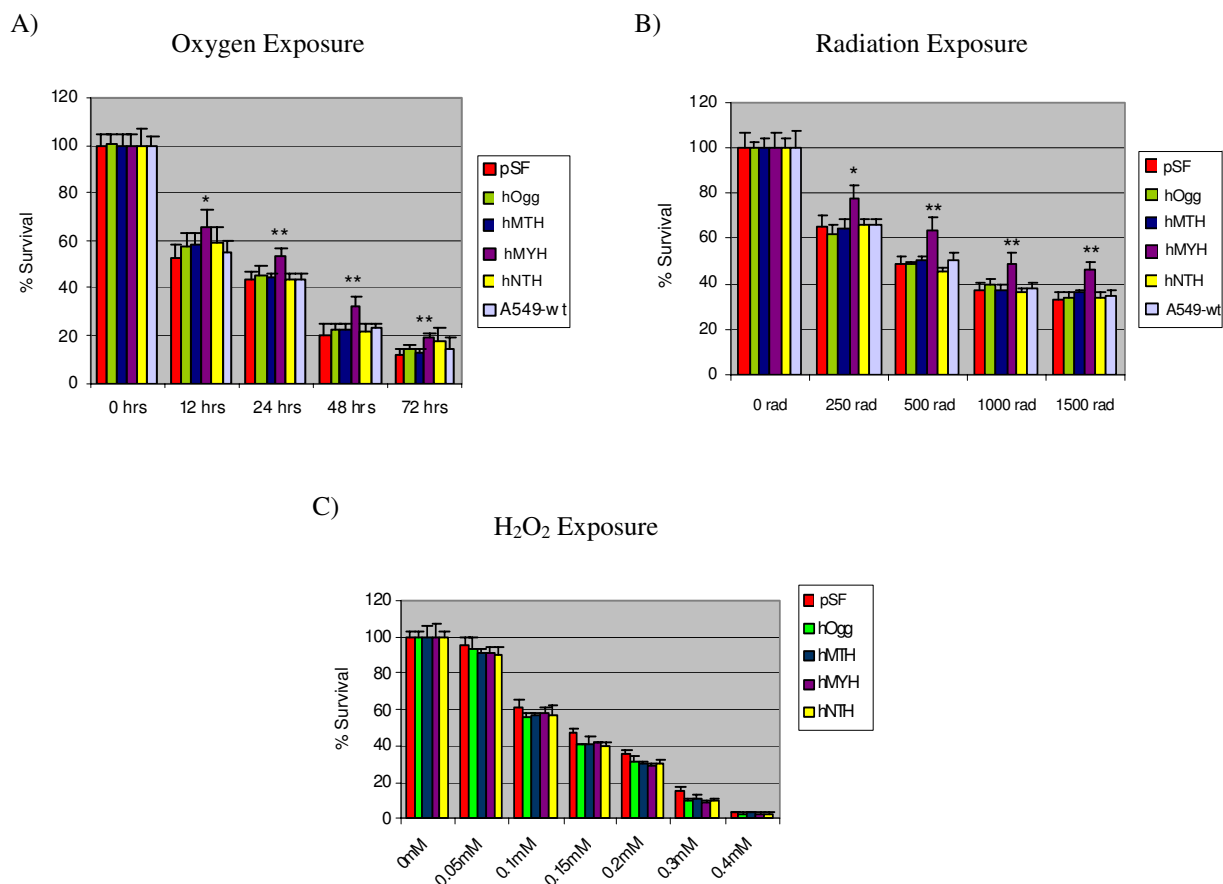 A)
Oxygen Exposure
120
100
80
60
40
20
0
% Survival
*
**
**
**
0 hrs 12 hrs 24 hrs 48 hrs 72 hrs
pSF
hOgg
hMTH
hMYH
hNTH
A549-wt
B)
Radiation Exposure
120
100
80
60
40
20
0
% Survival
*
**
**
**
0 rad 250 rad 500 rad 1000 rad 1500 rad
pSF
hOgg
hMTH
hMYH
hNTH
A549-wt
C)
H₂O₂ Exposure
120
100
80
60
40
20
0
% Survival
0mM 0.05mM 0.1mM 0.15mM 0.2mM 0.3mM 0.4mM
pSF
hOgg
hMTH
hMYH
hNTH